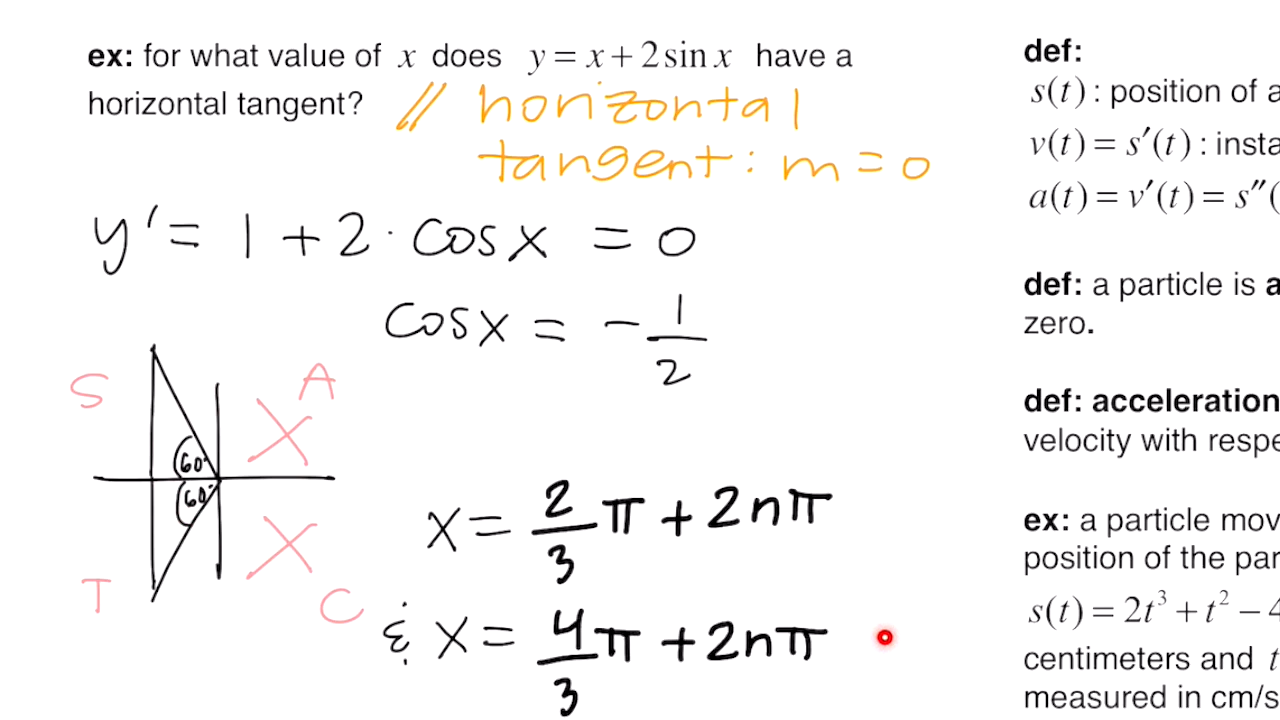 ex: for what value of x does y = x + 2 sin x have a
horizontal tangent?
// horizontal
tangent: m = 0
y' = 1 + 2 · cos x = 0
cos x = - 1/2
S
A
60°
60°
T
C
x = 2/3 π + 2nπ
& x = 4/3 π + 2nπ
def:
s(t) : position of a
v(t) = s′(t) : insta
a(t) = v′(t) = s″(
def: a particle is a
zero.
def: acceleration
velocity with respe
ex: a particle mov
position of the par
s(t) = 2t³ + t² − 4
centimeters and t
measured in cm/s